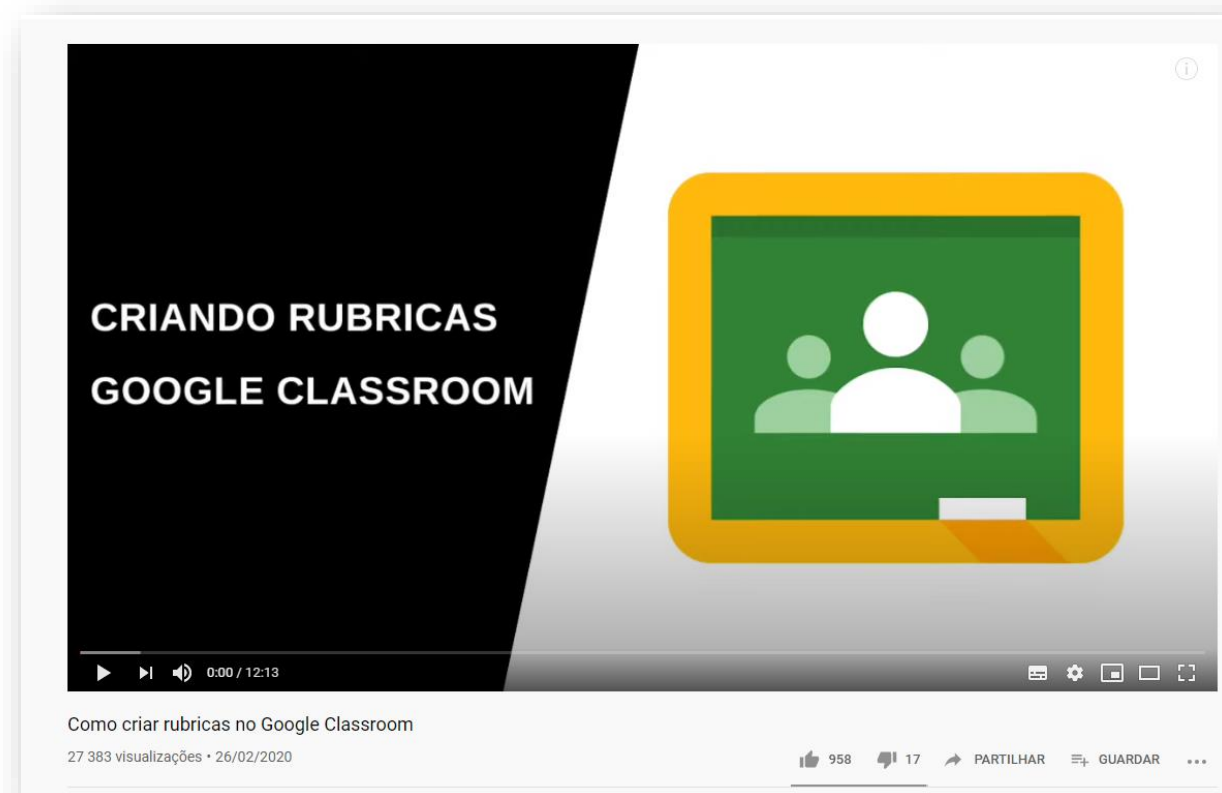 CRIANDO RUBRICAS
GOOGLE CLASSROOM
0:00 / 12:13
Como criar rubricas no Google Classroom
27 383 visualizações • 26/02/2020
958 17 PARTILHAR GUARDAR